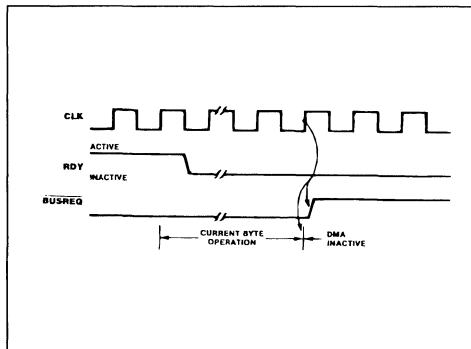 CLK
ACTIVE
RDY
INACTIVE
BUSREQ
CURRENT BYTE
OPERATION
DMA
INACTIVE